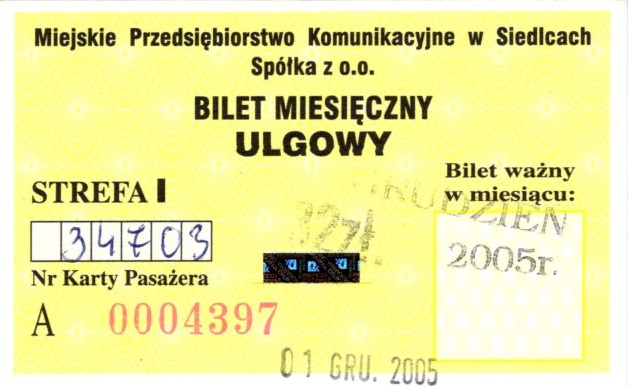 Miejskie Przedsiębiorstwo Komunikacyjne w Siedlcach
Spółka z o.o.
BILET MIESIĘCZNY
ULGOWY
STREFA I
Bilet ważny
w miesiącu:
GRUDZIEŃ
2005r.
32zł
34703
Nr Karty Pasażera
A 0004397
01 GRU. 2005